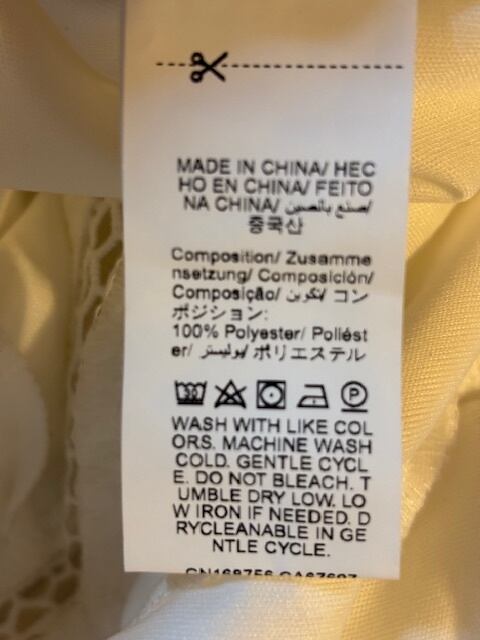 MADE IN CHINA/ HEC
HO EN CHINA/ FEITO
NA CHINA/ صنع بالصين/
중국산
Composition/ Zusamme
nsetzung/ Composición/
Composição/ تكوين/ コン
ポジション:
100% Polyester/ Poliést
er/ بوليستر/ ポリエステル
30 P
WASH WITH LIKE COL
ORS. MACHINE WASH
COLD. GENTLE CYCL
E. DO NOT BLEACH. T
UMBLE DRY LOW. LO
W IRON IF NEEDED. D
RYCLEANABLE IN GE
NTLE CYCLE.